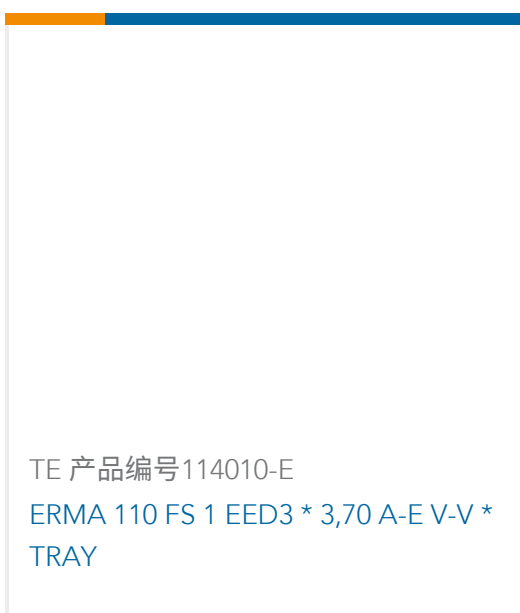 TE 产品编号114010-E
ERMA 110 FS 1 EED3 * 3,70 A-E V-V *
TRAY